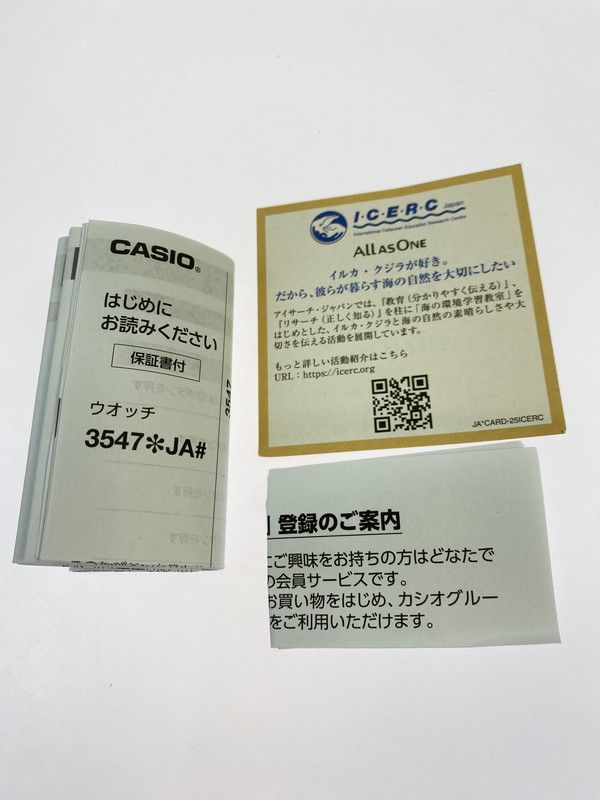 CASIO®
はじめに
お読みください
保証書付
ウオッチ
3547✻JA#
3547
I・C・E・R・C Japan
International Cetacean Education Research Centre
ALL AS ONE
イルカ・クジラが好き。
だから、彼らが暮らす海の自然を大切にしたい
アイサーチ・ジャパンでは、「教育（分かりやすく伝える）」、
「リサーチ（正しく知る）」を柱に「海の環境学習教室」を
はじめとした、イルカ・クジラと海の自然の素晴らしさや大
切さを伝える活動を展開しています。
もっと詳しい活動紹介はこちら
URL：https://icerc.org
JA*CARD-25ICERC
登録のご案内
ご興味をお持ちの方はどなたで
の会員サービスです。
お買い物をはじめ、カシオグルー
をご利用いただけます。